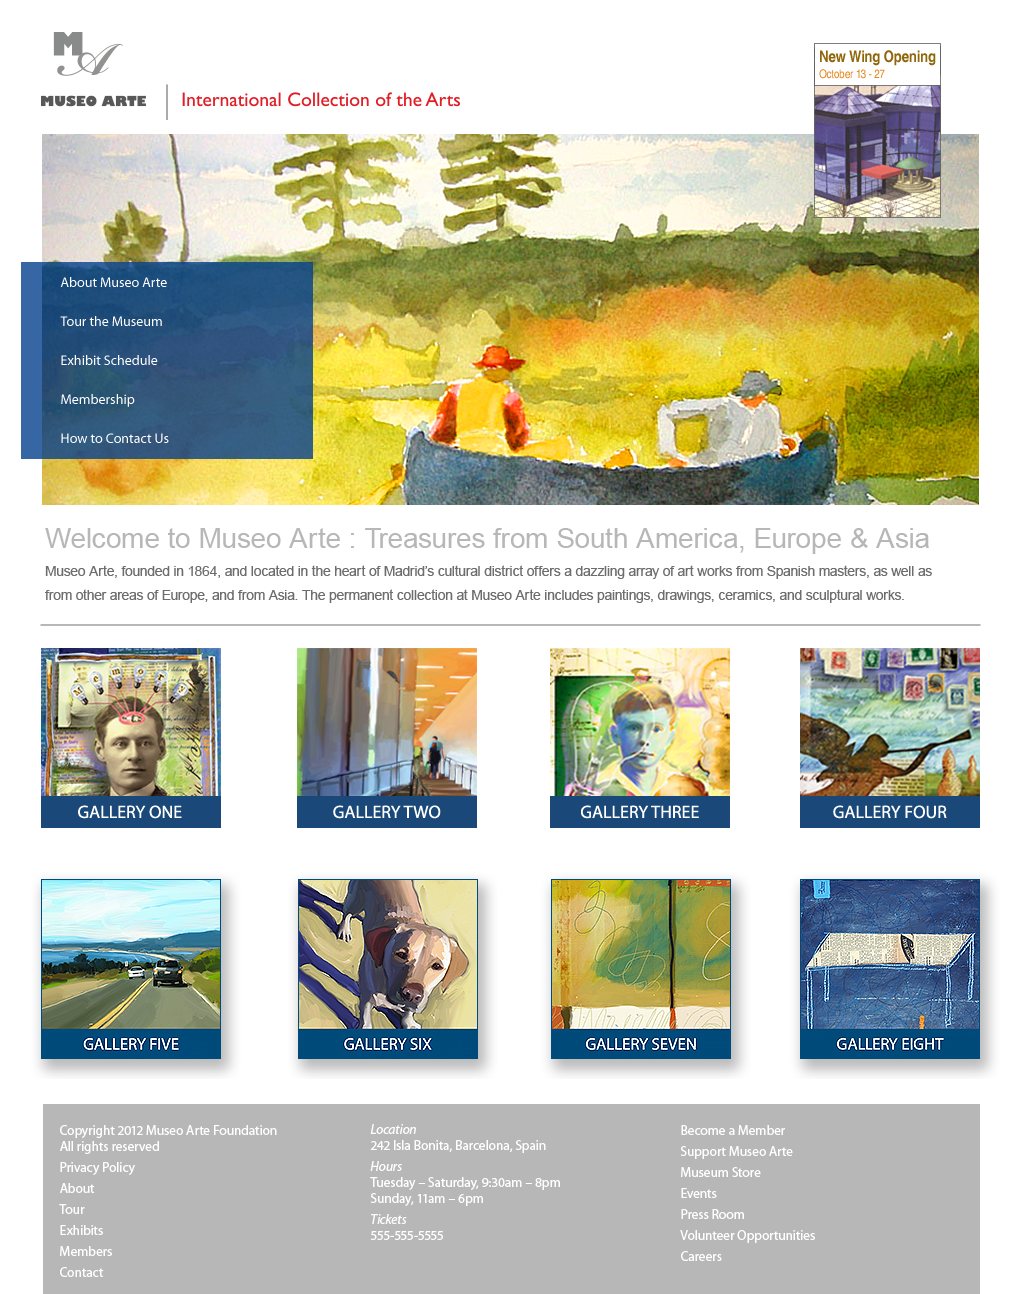 MA
MUSEO ARTE
International Collection of the Arts
New Wing Opening
October 13 - 27
About Museo Arte
Tour the Museum
Exhibit Schedule
Membership
How to Contact Us
Welcome to Museo Arte : Treasures from South America, Europe & Asia
Museo Arte, founded in 1864, and located in the heart of Madrid’s cultural district offers a dazzling array of art works from Spanish masters, as well as
from other areas of Europe, and from Asia. The permanent collection at Museo Arte includes paintings, drawings, ceramics, and sculptural works.
GALLERY ONE
GALLERY TWO
GALLERY THREE
GALLERY FOUR
GALLERY FIVE
GALLERY SIX
GALLERY SEVEN
GALLERY EIGHT
Copyright 2012 Museo Arte Foundation
All rights reserved
Privacy Policy
About
Tour
Exhibits
Members
Contact
Location
242 Isla Bonita, Barcelona, Spain
Hours
Tuesday – Saturday, 9:30am – 8pm
Sunday, 11am – 6pm
Tickets
555-555-5555
Become a Member
Support Museo Arte
Museum Store
Events
Press Room
Volunteer Opportunities
Careers